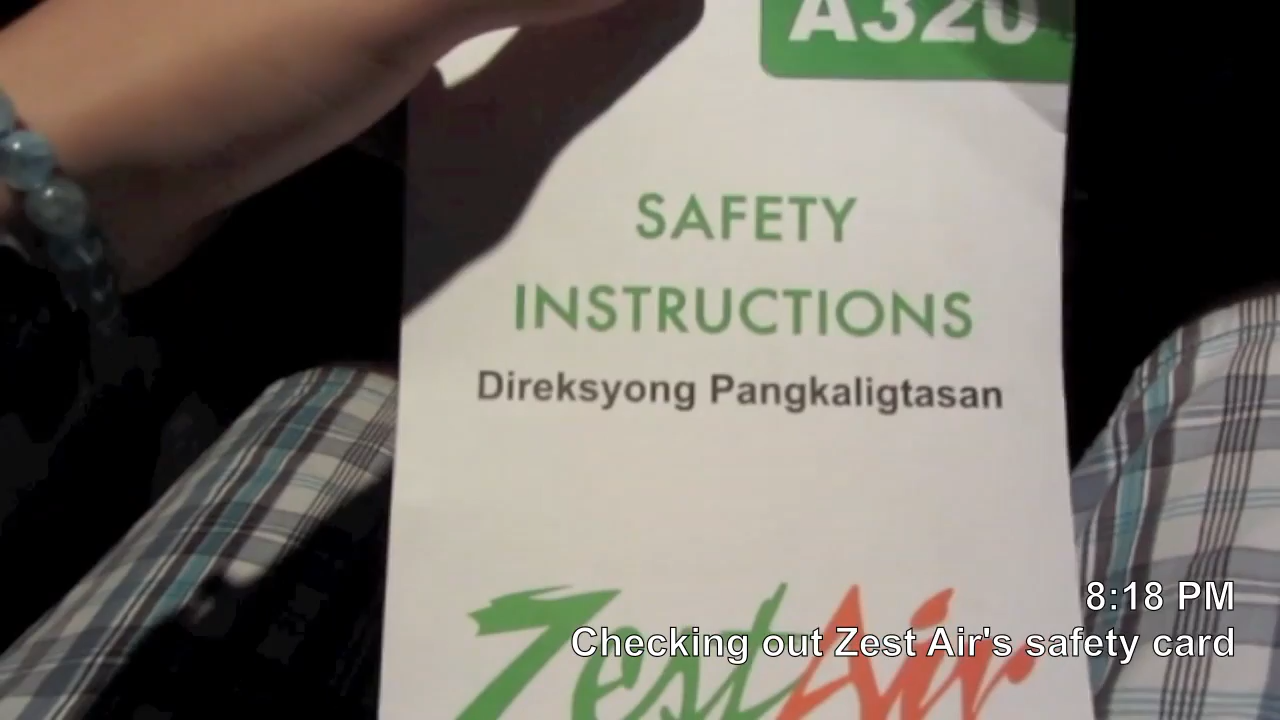 A320
SAFETY
INSTRUCTIONS
Direksyong Pangkaligtasan
ZestAir
8:18 PM
Checking out Zest Air's safety card